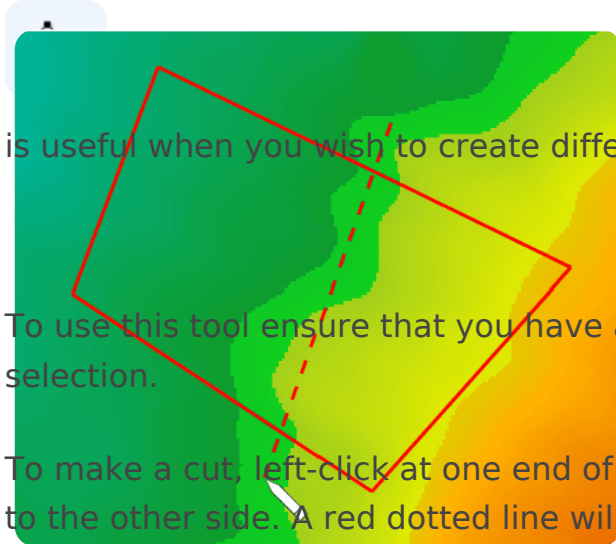 is useful when you wish to create diffe
To use this tool ensure that you have a
selection.
To make a cut, left-click at one end of
to the other side. A red dotted line wil